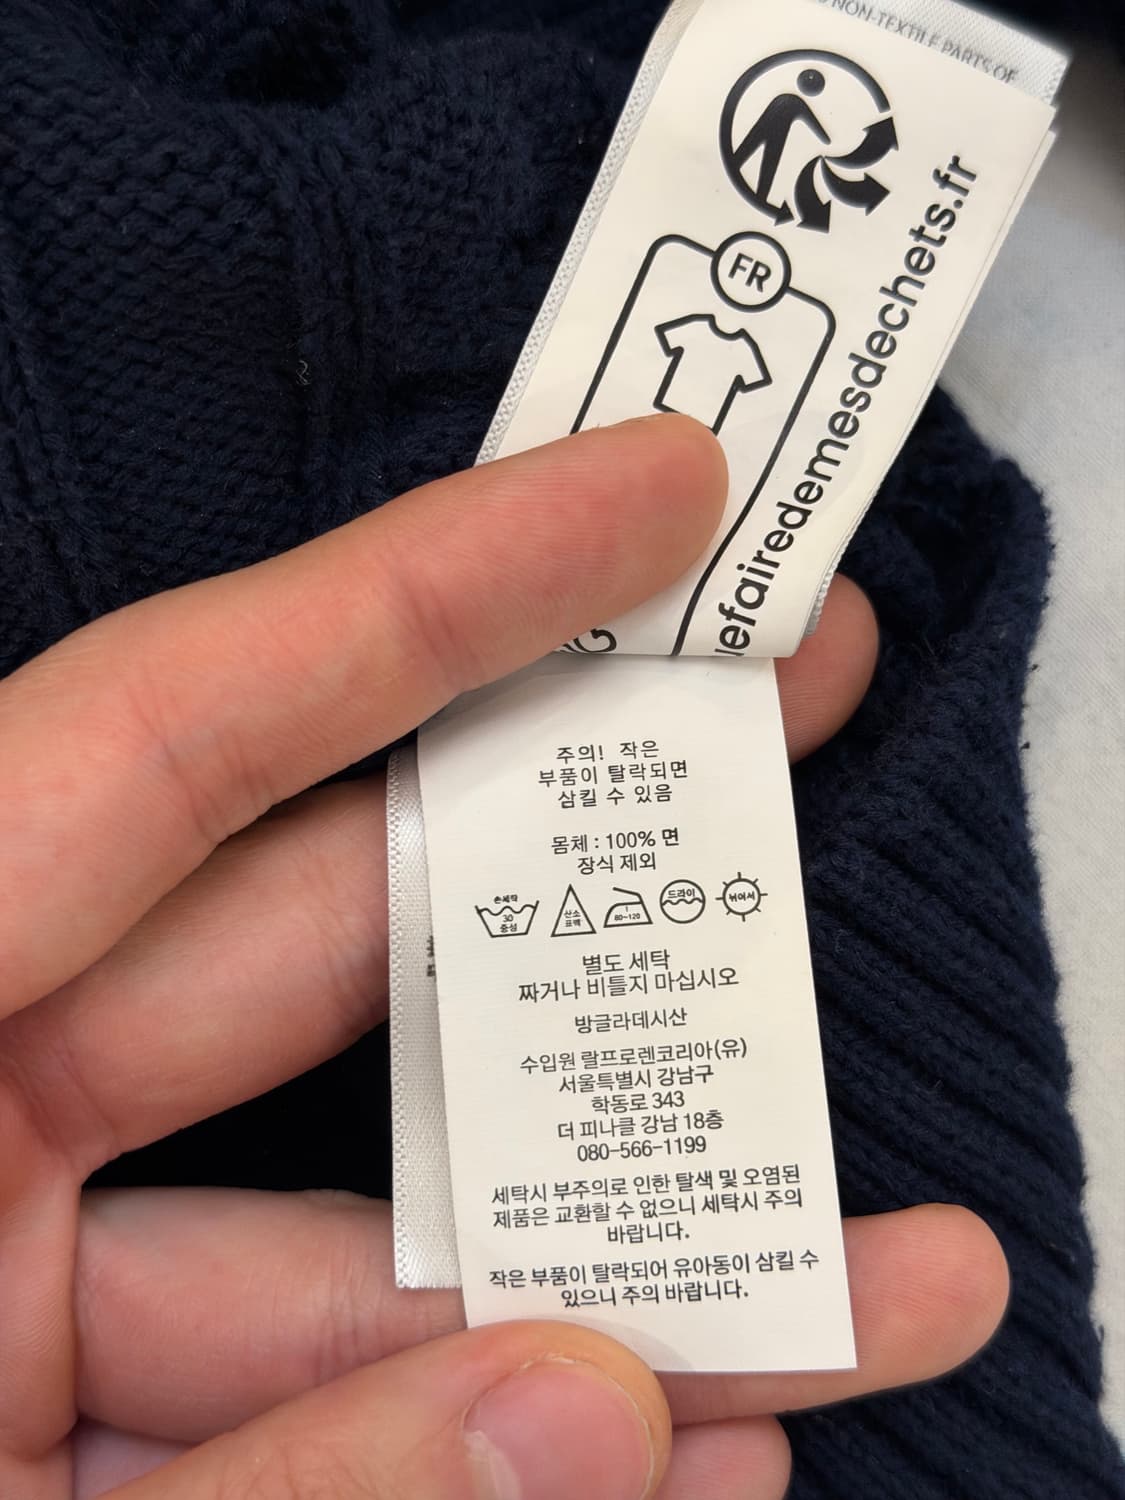 NON-TEXTILE PARTS OF
FR
uefairedemesdechets.fr
주의! 작은
부품이 탈락되면
삼킬 수 있음
몸체 : 100% 면
장식 제외
손세탁
30
중성
산소
표백
80~120
드라이
뉘어서
별도 세탁
짜거나 비틀지 마십시오
방글라데시산
수입원 랄프로렌코리아(유)
서울특별시 강남구
학동로 343
더 피나클 강남 18층
080-566-1199
세탁시 부주의로 인한 탈색 및 오염된
제품은 교환할 수 없으니 세탁시 주의
바랍니다.
작은 부품이 탈락되어 유아동이 삼킬 수
있으니 주의 바랍니다.